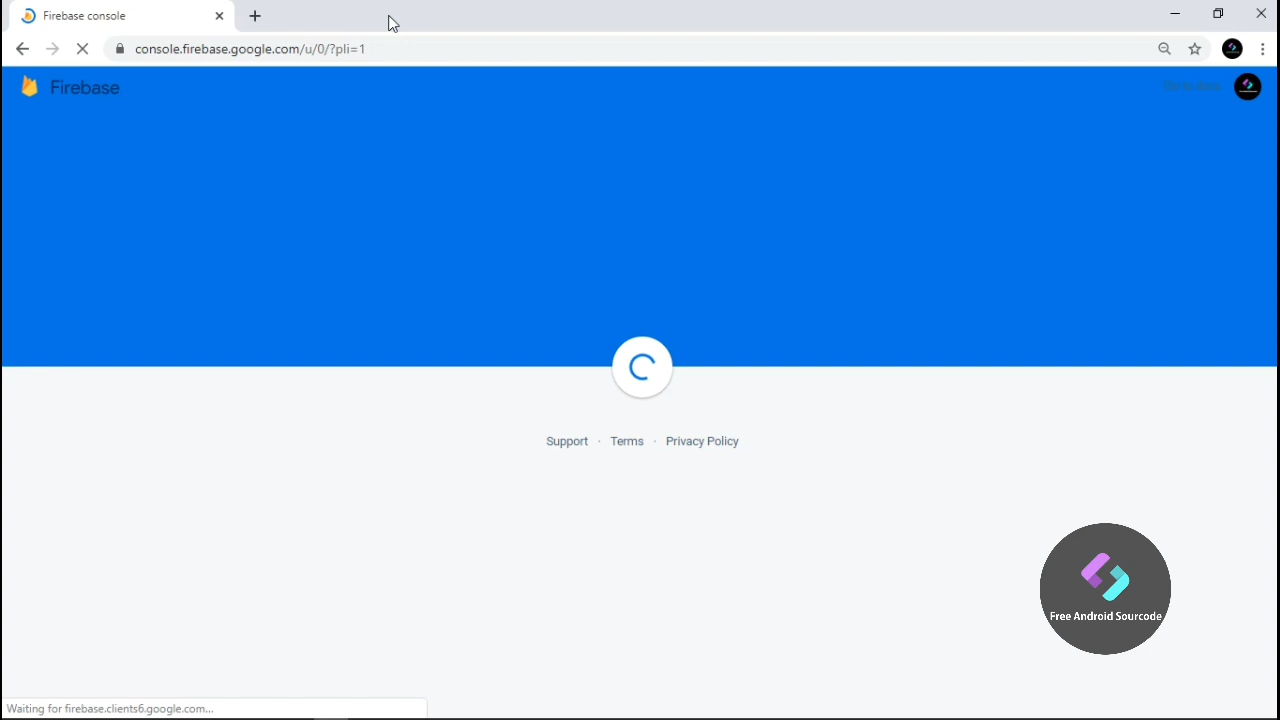 Firebase console
console.firebase.google.com/u/0/?pli=1
Firebase
Support · Terms · Privacy Policy
Free Android Sourcode
Waiting for firebase.clients6.google.com...